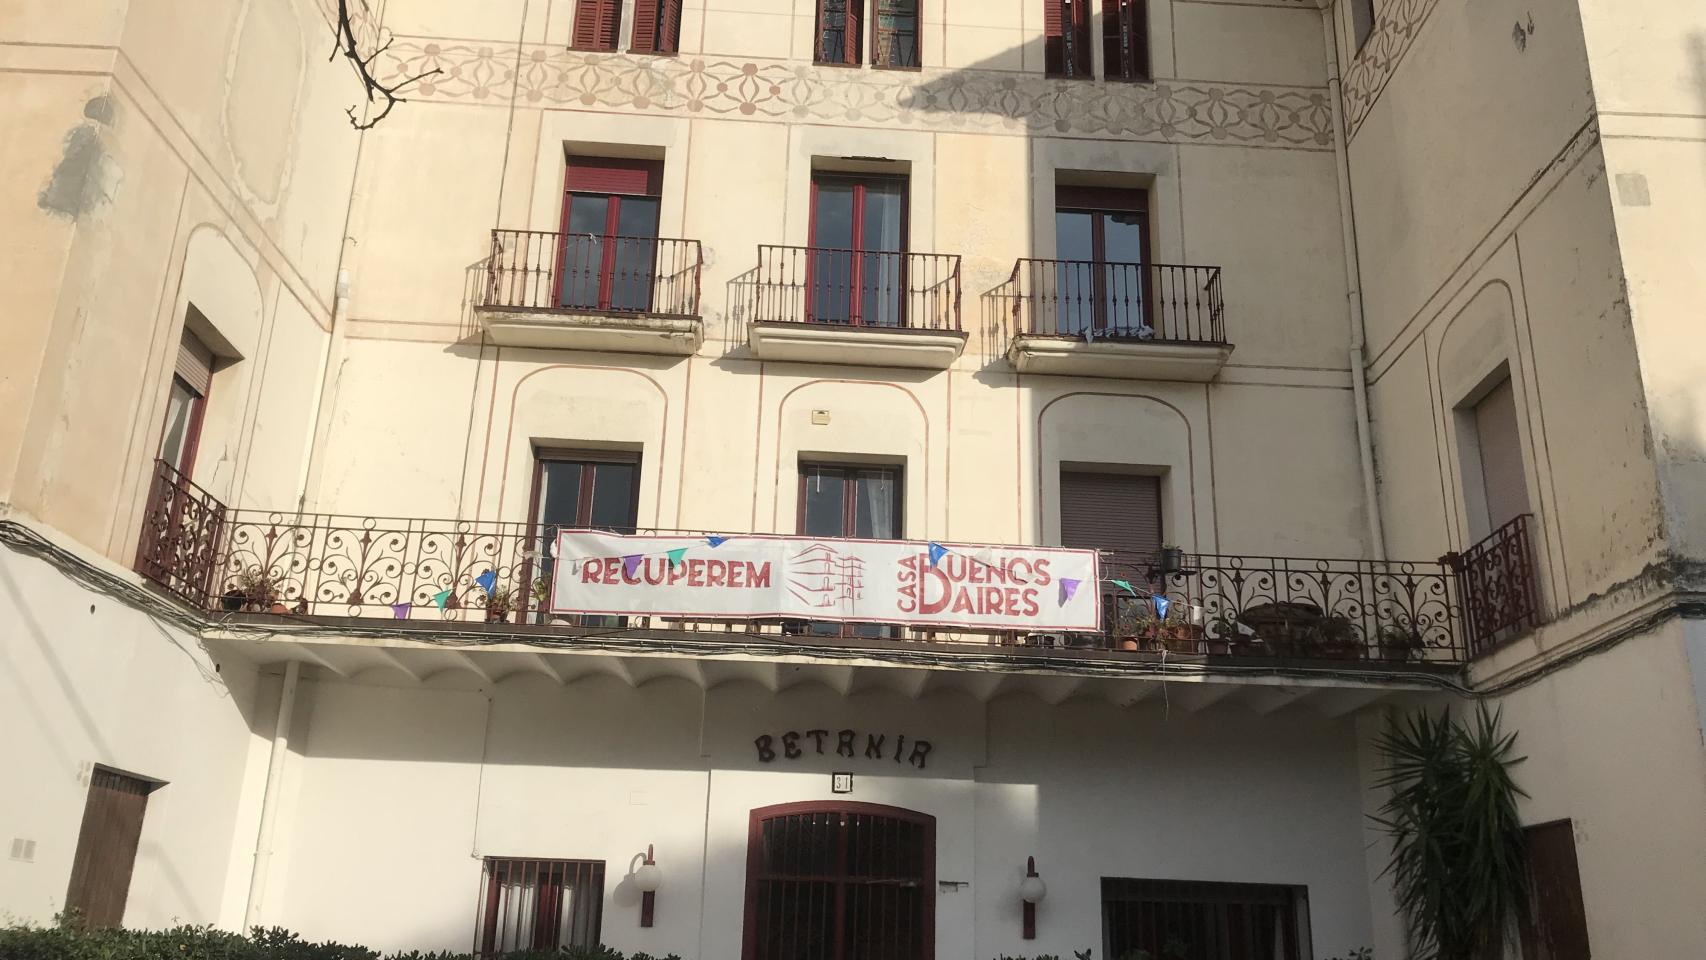 RECUPEREM
CASA
BUENOS
AIRES
BETANIA
31